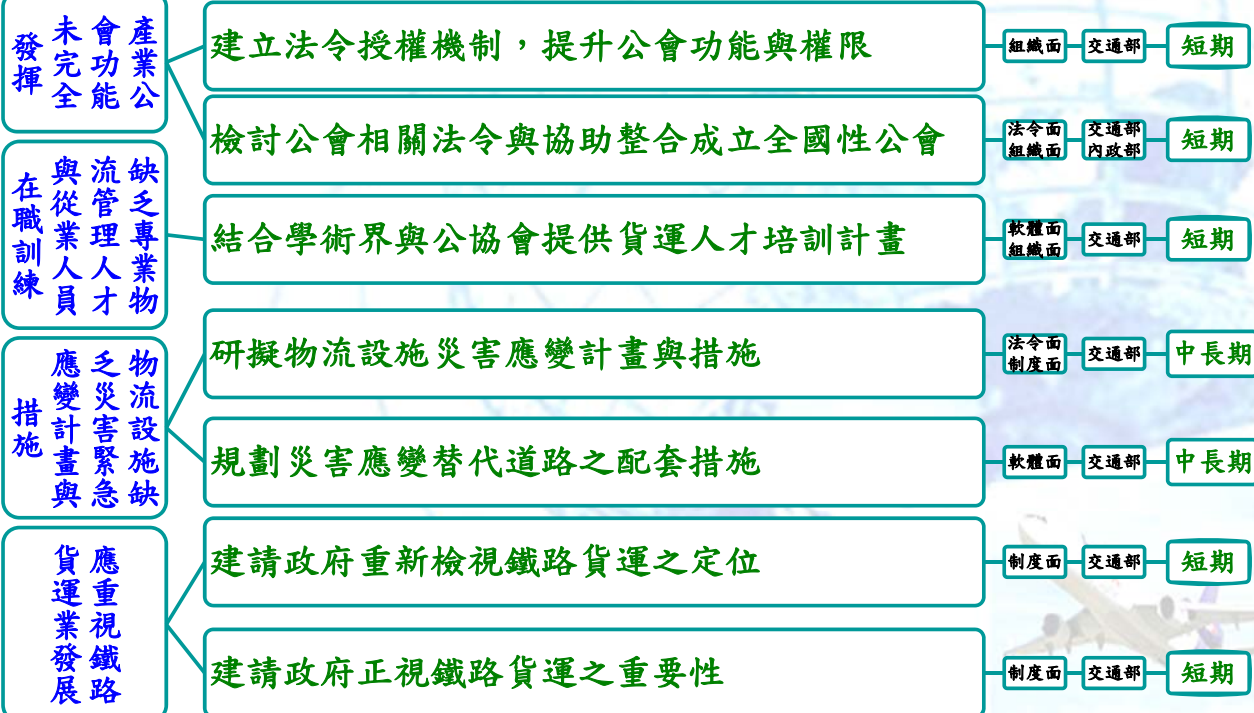 產業公
會功能
未完全
發揮
建立法令授權機制，提升公會功能與權限
組織面
交通部
短期
檢討公會相關法令與協助整合成立全國性公會
法令面
組織面
交通部
內政部
短期
缺乏專業物
流管理人才
與從業人員
在職訓練
結合學術界與公協會提供貨運人才培訓計畫
軟體面
組織面
交通部
短期
物流設施缺
乏災害緊急
應變計畫與
措施
研擬物流設施災害應變計畫與措施
法令面
制度面
交通部
中長期
規劃災害應變替代道路之配套措施
軟體面
交通部
中長期
應重視鐵路
貨運業發展
建請政府重新檢視鐵路貨運之定位
制度面
交通部
短期
建請政府正視鐵路貨運之重要性
制度面
交通部
短期